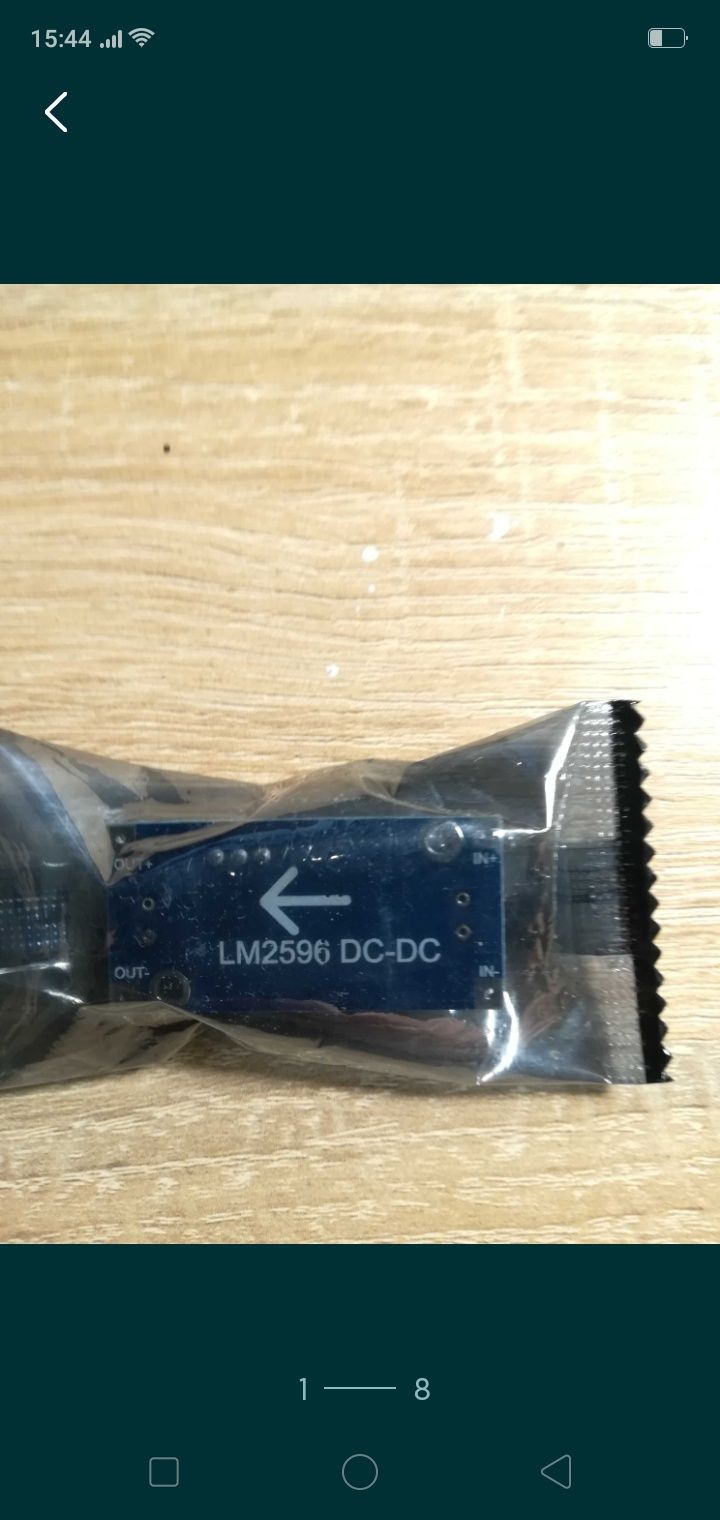 15:44
OUT+ IN+
LM2596 DC-DC
OUT- IN-
1 8